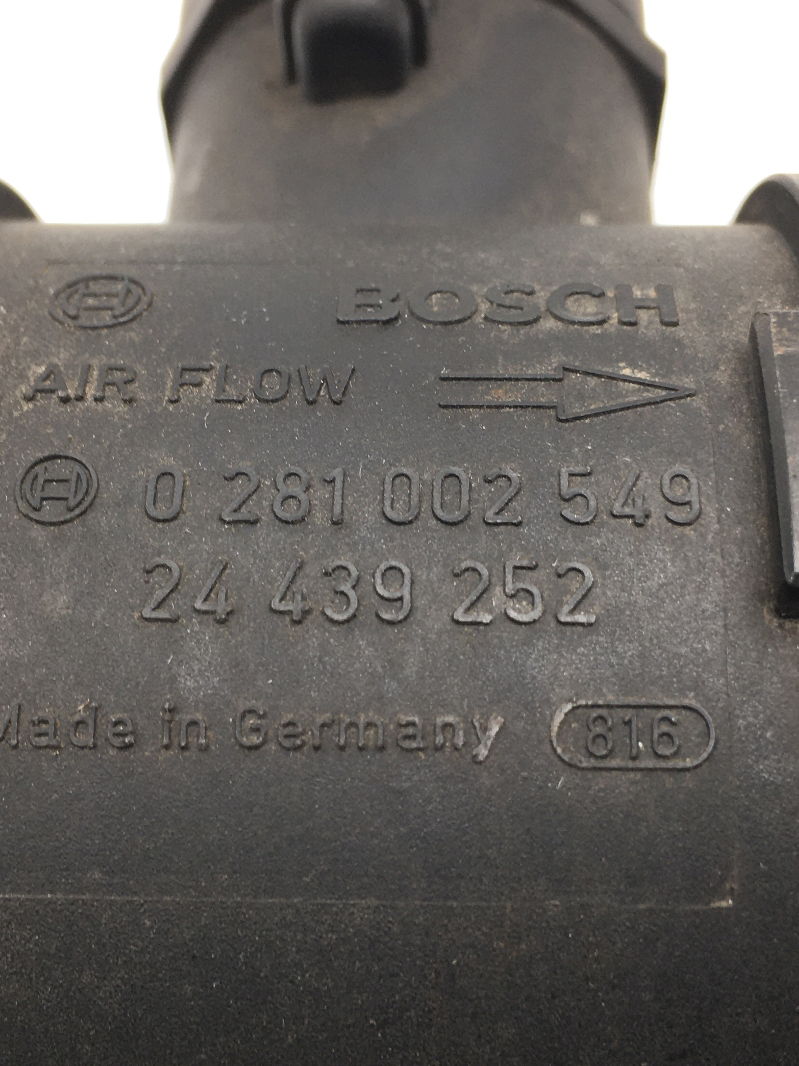 BOSCH
AIR FLOW
0 281 002 549
24 439 252
Made in Germany 816